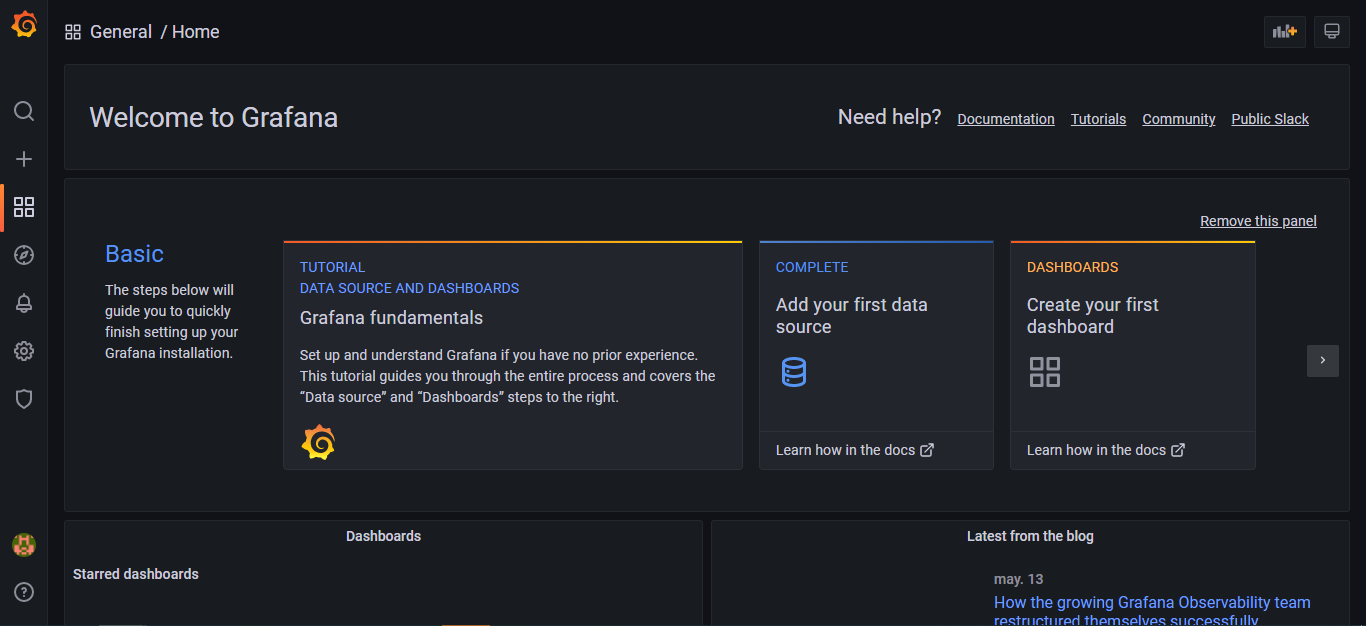 General / Home
Welcome to Grafana
Need help? Documentation Tutorials Community Public Slack
Remove this panel
Basic
The steps below will
guide you to quickly
finish setting up your
Grafana installation.
TUTORIAL
DATA SOURCE AND DASHBOARDS
Grafana fundamentals
Set up and understand Grafana if you have no prior experience.
This tutorial guides you through the entire process and covers the
“Data source” and “Dashboards” steps to the right.
COMPLETE
Add your first data
source
Learn how in the docs
DASHBOARDS
Create your first
dashboard
Learn how in the docs
Dashboards
Starred dashboards
Latest from the blog
may. 13
How the growing Grafana Observability team
restructured themselves successfully